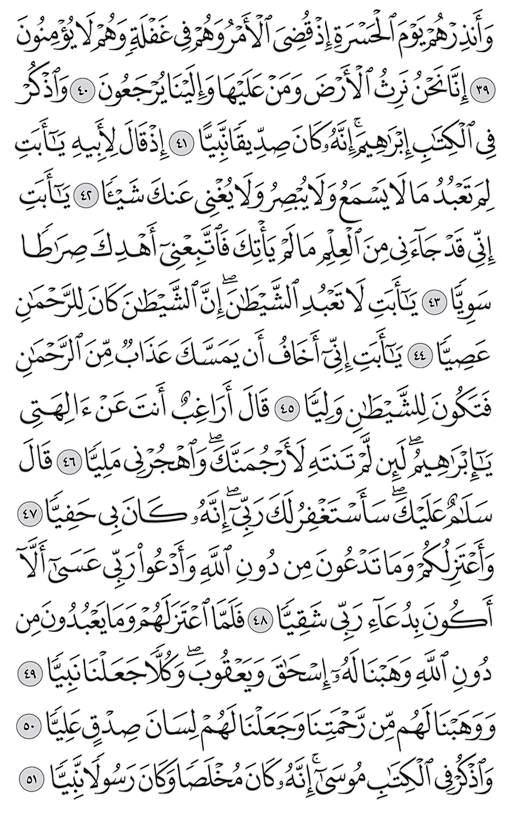 وَأَنذِرْهُمْ يَوْمَ ٱلْحَسْرَةِ إِذْ قُضِىَ ٱلْأَمْرُ وَهُمْ فِى غَفْلَةٍ وَهُمْ لَا يُؤْمِنُونَ
٣٩ إِنَّا نَحْنُ نَرِثُ ٱلْأَرْضَ وَمَنْ عَلَيْهَا وَإِلَيْنَا يُرْجَعُونَ ٤٠ وَٱذْكُرْ
فِى ٱلْكِتَٰبِ إِبْرَٰهِيمَ ۚ إِنَّهُۥ كَانَ صِدِّيقًا نَّبِيًّا ٤١ إِذْ قَالَ لِأَبِيهِ يَٰٓأَبَتِ
لِمَ تَعْبُدُ مَا لَا يَسْمَعُ وَلَا يُبْصِرُ وَلَا يُغْنِى عَنكَ شَيْـًٔا ٤٢ يَٰٓأَبَتِ
إِنِّى قَدْ جَآءَنِى مِنَ ٱلْعِلْمِ مَا لَمْ يَأْتِكَ فَٱتَّبِعْنِىٓ أَهْدِكَ صِرَٰطًا
سَوِيًّا ٤٣ يَٰٓأَبَتِ لَا تَعْبُدِ ٱلشَّيْطَٰنَ ۖ إِنَّ ٱلشَّيْطَٰنَ كَانَ لِلرَّحْمَٰنِ
عَصِيًّا ٤٤ يَٰٓأَبَتِ إِنِّىٓ أَخَافُ أَن يَمَسَّكَ عَذَابٌ مِّنَ ٱلرَّحْمَٰنِ
فَتَكُونَ لِلشَّيْطَٰنِ وَلِيًّا ٤٥ قَالَ أَرَاغِبٌ أَنتَ عَنْ ءَالِهَتِى
يَٰٓإِبْرَٰهِيمُ ۖ لَئِن لَّمْ تَنتَهِ لَأَرْجُمَنَّكَ ۖ وَٱهْجُرْنِى مَلِيًّا ٤٦ قَالَ
سَلَٰمٌ عَلَيْكَ ۖ سَأَسْتَغْفِرُ لَكَ رَبِّىٓ ۖ إِنَّهُۥ كَانَ بِى حَفِيًّا ٤٧
وَأَعْتَزِلُكُمْ وَمَا تَدْعُونَ مِن دُونِ ٱللَّهِ وَأَدْعُوا۟ رَبِّى عَسَىٰٓ أَلَّآ
أَكُونَ بِدُعَآءِ رَبِّى شَقِيًّا ٤٨ فَلَمَّا ٱعْتَزَلَهُمْ وَمَا يَعْبُدُونَ مِن
دُونِ ٱللَّهِ وَهَبْنَا لَهُۥٓ إِسْحَٰقَ وَيَعْقُوبَ ۖ وَكُلًّا جَعَلْنَا نَبِيًّا ٤٩
وَوَهَبْنَا لَهُم مِّن رَّحْمَتِنَا وَجَعَلْنَا لَهُمْ لِسَانَ صِدْقٍ عَلِيًّا ٥٠
وَٱذْكُرْ فِى ٱلْكِتَٰبِ مُوسَىٰٓ ۚ إِنَّهُۥ كَانَ مُخْلَصًا وَكَانَ رَسُولًا نَّبِيًّا ٥١